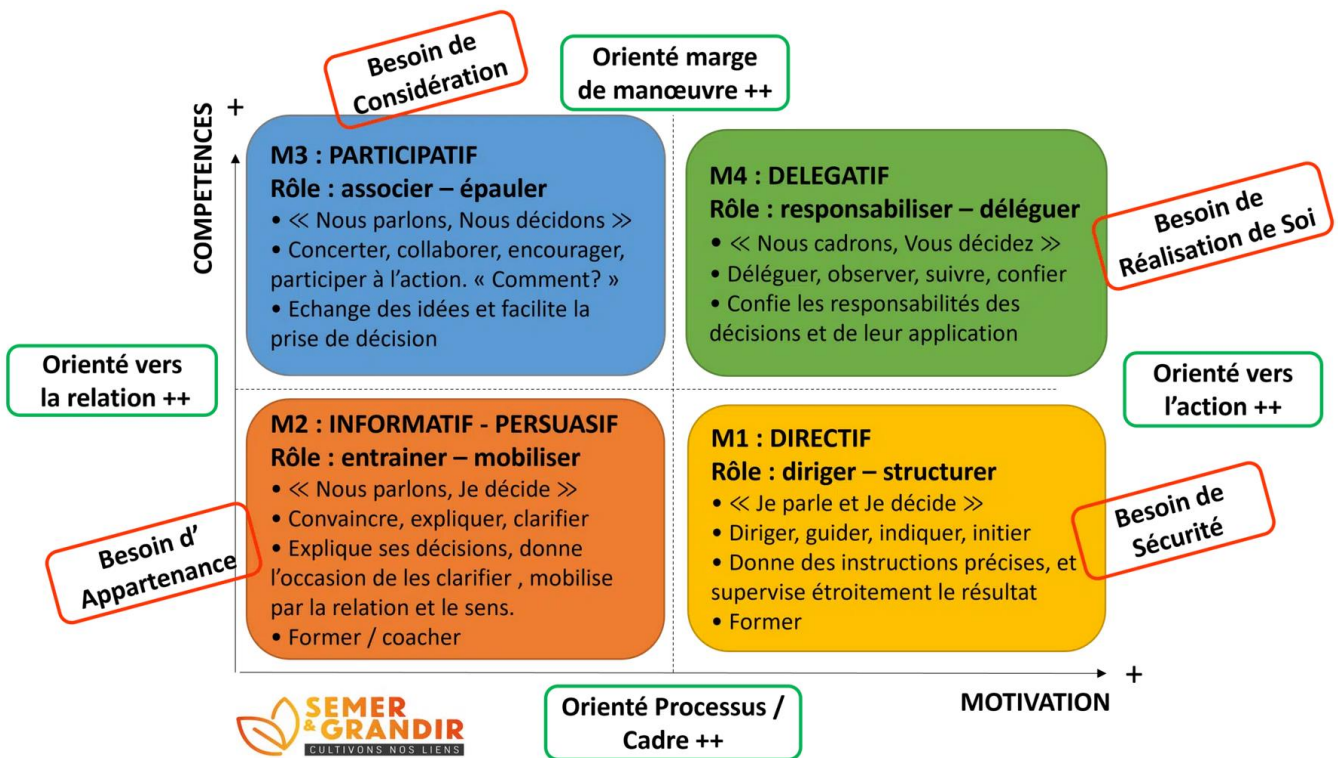 Besoin de
Considération
Orienté marge
de manœuvre ++
COMPETENCES
+
M3 : PARTICIPATIF
Rôle : associer – épauler
• ≪ Nous parlons, Nous décidons ≫
• Concerter, collaborer, encourager,
participer à l’action. « Comment? »
• Echange des idées et facilite la
prise de décision
M4 : DELEGATIF
Rôle : responsabiliser – déléguer
• ≪ Nous cadrons, Vous décidez ≫
• Déléguer, observer, suivre, confier
• Confie les responsabilités des
décisions et de leur application
Besoin de
Réalisation de Soi
Orienté vers
la relation ++
Orienté vers
l’action ++
M2 : INFORMATIF - PERSUASIF
Rôle : entrainer – mobiliser
• ≪ Nous parlons, Je décide ≫
• Convaincre, expliquer, clarifier
• Explique ses décisions, donne
l’occasion de les clarifier , mobilise
par la relation et le sens.
• Former / coacher
M1 : DIRECTIF
Rôle : diriger – structurer
• ≪ Je parle et Je décide ≫
• Diriger, guider, indiquer, initier
• Donne des instructions précises, et
supervise étroitement le résultat
• Former
Besoin d’
Appartenance
Besoin de
Sécurité
+
MOTIVATION
Orienté Processus /
Cadre ++
SEMER
& GRANDIR
CULTIVONS NOS LIENS